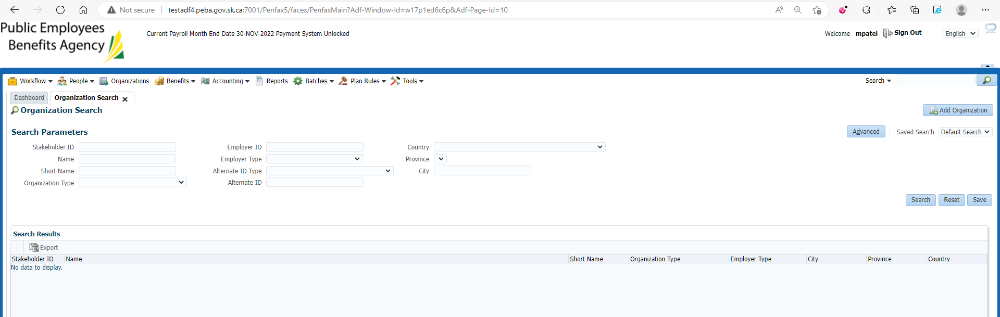 Not secure testadf4.peba.gov.sk.ca:7001/Penfax5/faces/PenfaxMain?Adf-Window-Id=w17p1ed6c6p&Adf-Page-Id=10
Public Employees
Benefits Agency
Current Payroll Month End Date 30-NOV-2022 Payment System Unlocked
Welcome mpatel Sign Out English
Workflow People Organizations Benefits Accounting Reports Batches Plan Rules Tools Search
Dashboard Organization Search
Organization Search Add Organization
Search Parameters Advanced Saved Search Default Search
Stakeholder ID Employer ID Country
Name Employer Type Province
Short Name Alternate ID Type City
Organization Type Alternate ID
Search Reset Save
Search Results
Export
Stakeholder ID Name Short Name Organization Type Employer Type City Province Country
No data to display.